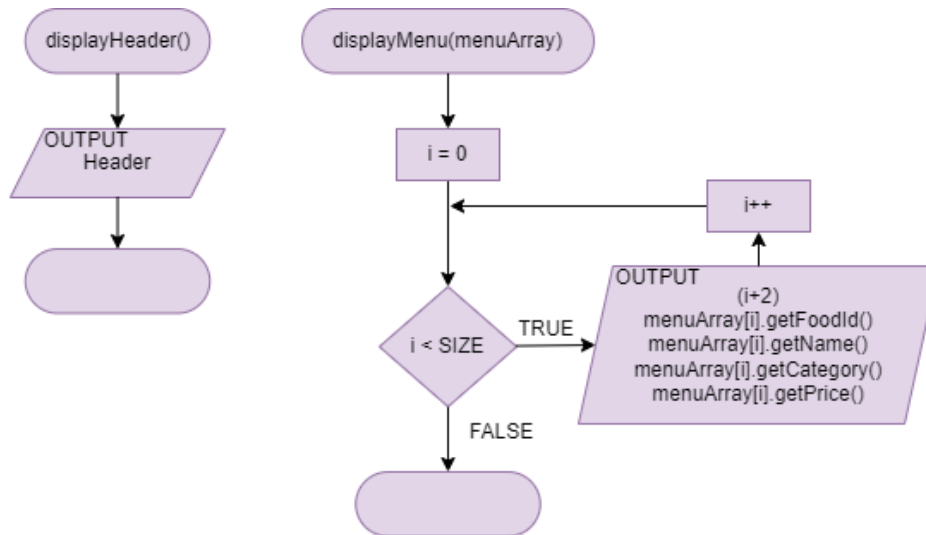 displayHeader()
OUTPUT
Header
displayMenu(menuArray)
i = 0
i++
i < SIZE
TRUE
FALSE
OUTPUT
(i+2)
menuArray[i].getFoodId()
menuArray[i].getName()
menuArray[i].getCategory()
menuArray[i].getPrice()